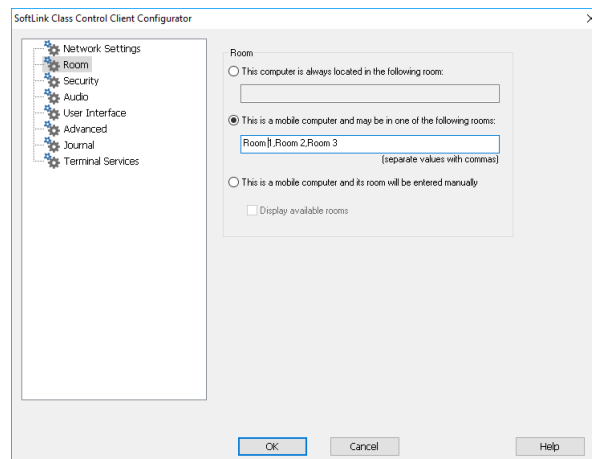 SoftLink Class Control Client Configurator
Network Settings
Room
Security
Audio
User Interface
Advanced
Journal
Terminal Services
Room
This computer is always located in the following room:
This is a mobile computer and may be in one of the following rooms:
Room 1,Room 2,Room 3
(separate values with commas)
This is a mobile computer and its room will be entered manually
Display available rooms
OK
Cancel
Help